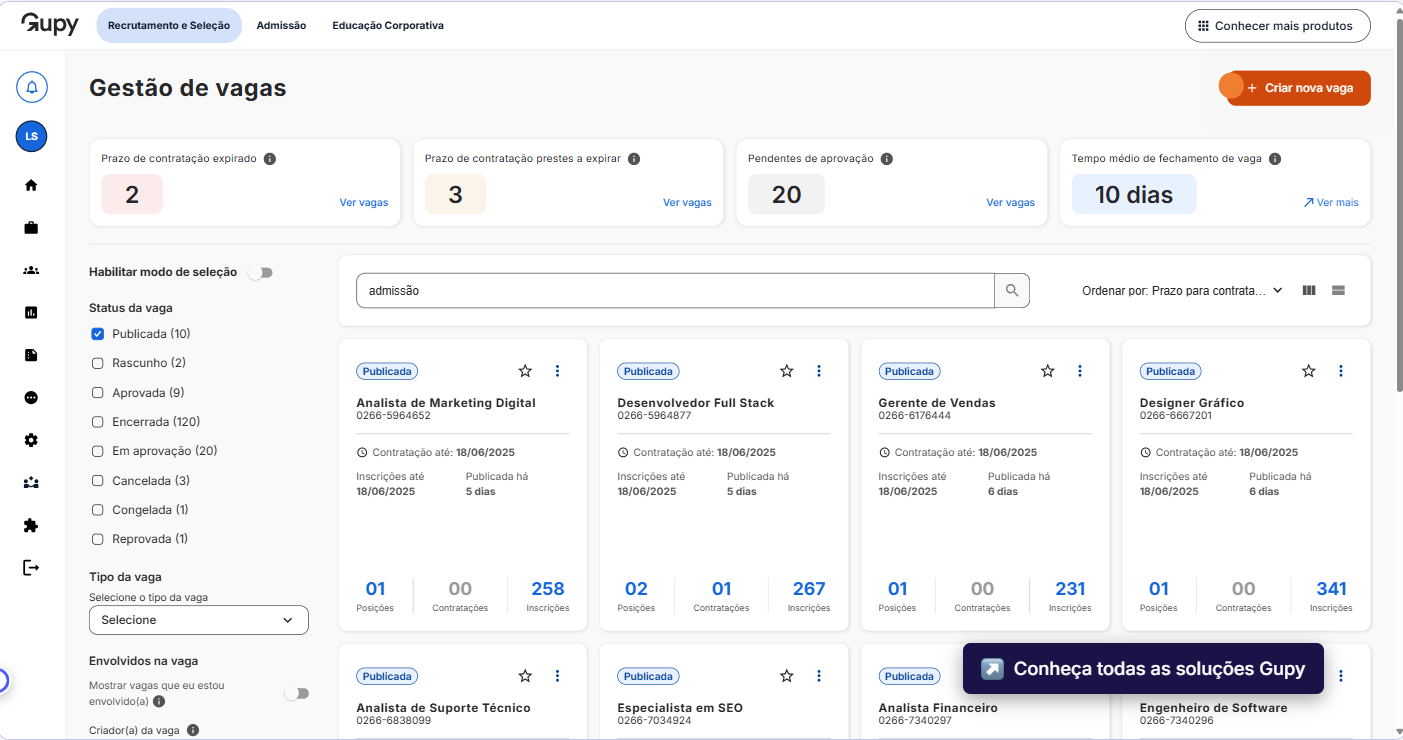 Gupy
Recrutamento e Seleção
Admissão
Educação Corporativa
Conhecer mais produtos
LS
Gestão de vagas
+ Criar nova vaga
Prazo de contratação expirado
2
Ver vagas
Prazo de contratação prestes a expirar
3
Ver vagas
Pendentes de aprovação
20
Ver vagas
Tempo médio de fechamento de vaga
10 dias
Ver mais
Habilitar modo de seleção
Status da vaga
Publicada (10)
Rascunho (2)
Aprovada (9)
Encerrada (120)
Em aprovação (20)
Cancelada (3)
Congelada (1)
Reprovada (1)
Tipo da vaga
Selecione o tipo da vaga
Selecione
Envolvidos na vaga
Mostrar vagas que eu estou
envolvido(a)
Criador(a) da vaga
admissão
Ordenar por: Prazo para contrata...
Publicada
Analista de Marketing Digital
0266-5964652
Contratação até: 18/06/2025
Inscrições até
18/06/2025
Publicada há
5 dias
01
Posições
00
Contratações
258
Inscrições
Publicada
Desenvolvedor Full Stack
0266-5964877
Contratação até: 18/06/2025
Inscrições até
18/06/2025
Publicada há
5 dias
02
Posições
01
Contratações
267
Inscrições
Publicada
Gerente de Vendas
0266-6176444
Contratação até: 18/06/2025
Inscrições até
18/06/2025
Publicada há
6 dias
01
Posições
00
Contratações
231
Inscrições
Publicada
Designer Gráfico
0266-6667201
Contratação até: 18/06/2025
Inscrições até
18/06/2025
Publicada há
6 dias
01
Posições
00
Contratações
341
Inscrições
Publicada
Analista de Suporte Técnico
0266-6838099
Publicada
Especialista em SEO
0266-7034924
Publicada
Analista Financeiro
0266-7340297
Conheça todas as soluções Gupy
Engenheiro de Software
0266-7340296